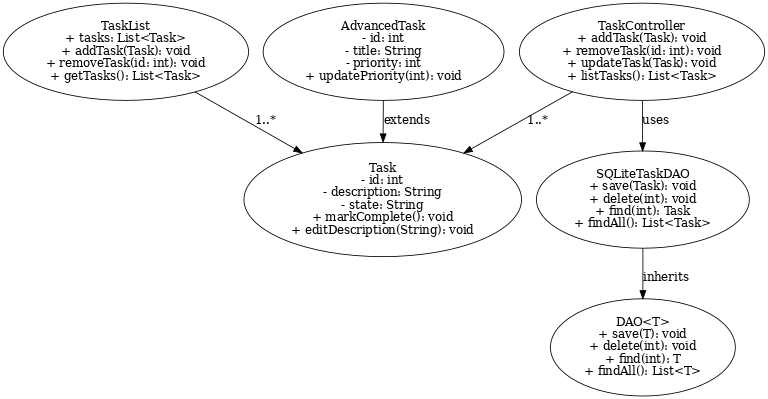 TaskList
+ tasks: List<Task>
+ addTask(Task): void
+ removeTask(id: int): void
+ getTasks(): List<Task>
AdvancedTask
- id: int
- title: String
- priority: int
+ updatePriority(int): void
TaskController
+ addTask(Task): void
+ removeTask(id: int): void
+ updateTask(Task): void
+ listTasks(): List<Task>
1..*
extends
1..*
uses
Task
- id: int
- description: String
- state: String
+ markComplete(): void
+ editDescription(String): void
SQLiteTaskDAO
+ save(Task): void
+ delete(int): void
+ find(int): Task
+ findAll(): List<Task>
inherits
DAO<T>
+ save(T): void
+ delete(int): void
+ find(int): T
+ findAll(): List<T>